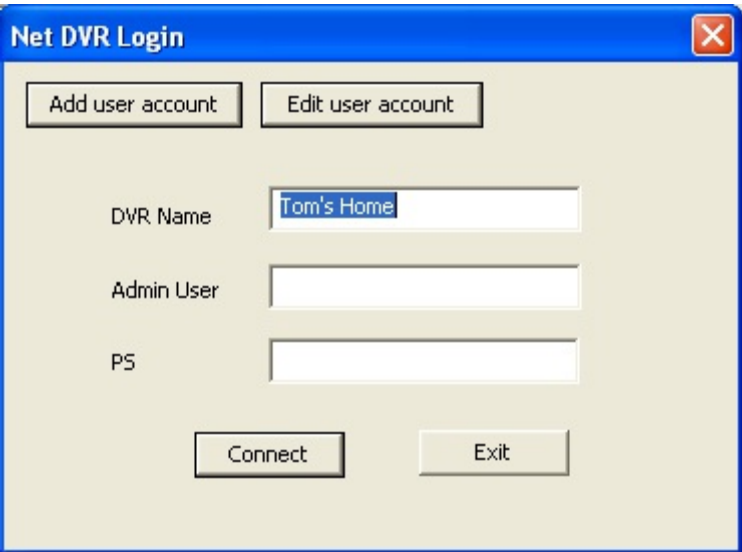 Net DVR Login
Add user account Edit user account
DVR Name Tom's Home
Admin User
PS
Connect Exit